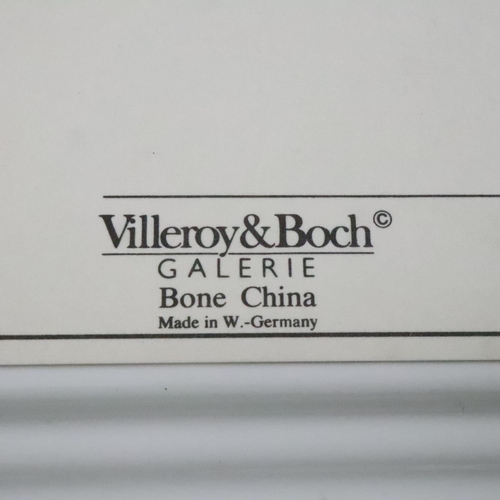 Villeroy&Boch©
GALERIE
Bone China
Made in W.-Germany